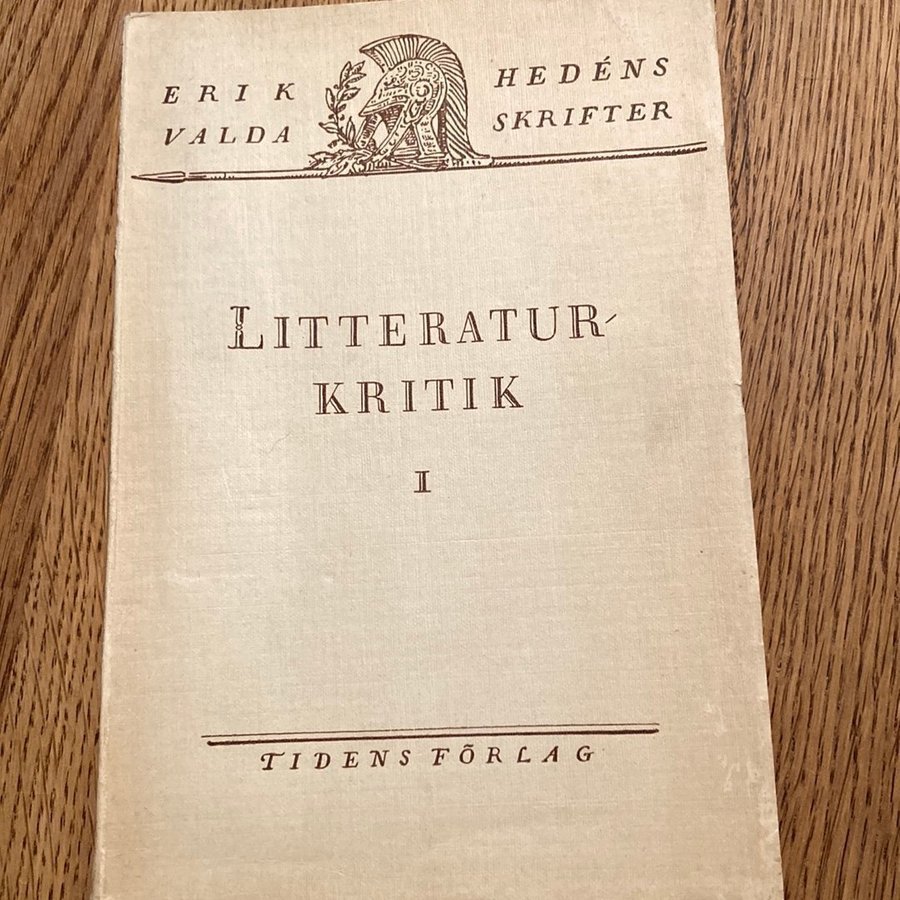 ERIK HEDÉNS
VALDA SKRIFTER
LITTERATUR-
KRITIK
I
TIDENS FÖRLAG